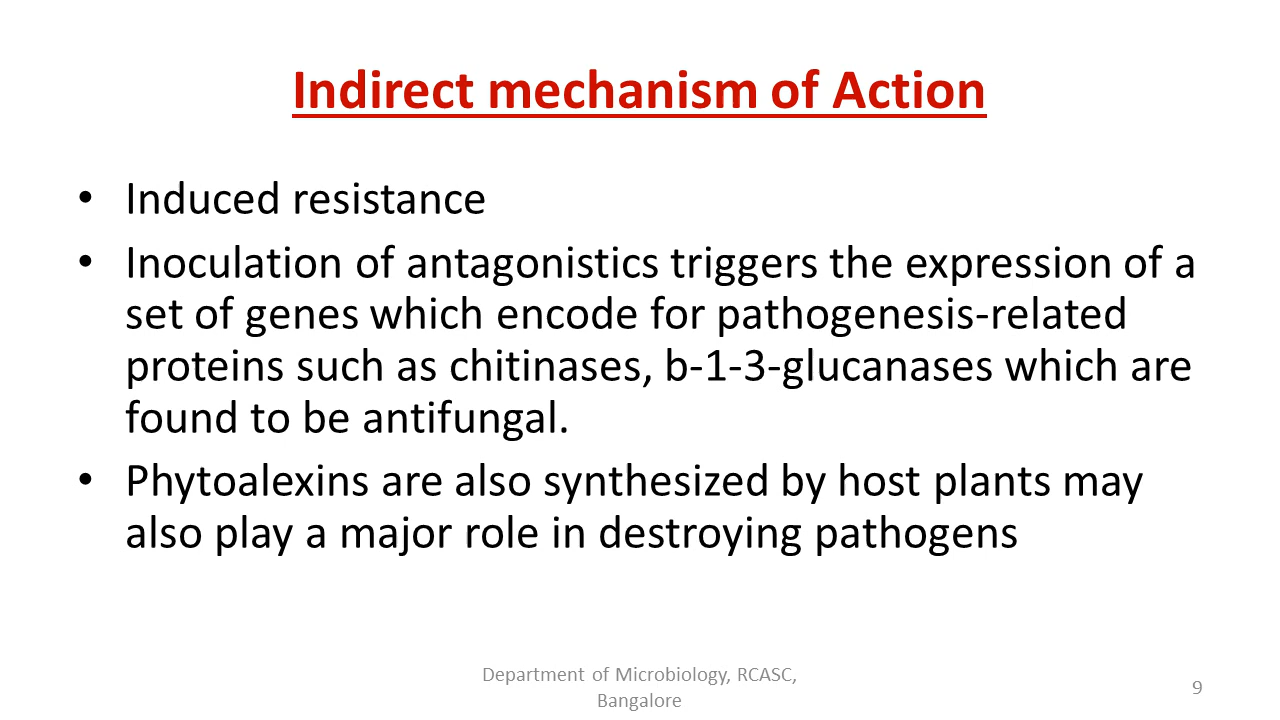 Indirect mechanism of Action
• Induced resistance
• Inoculation of antagonistics triggers the expression of a
set of genes which encode for pathogenesis-related
proteins such as chitinases, b-1-3-glucanases which are
found to be antifungal.
• Phytoalexins are also synthesized by host plants may
also play a major role in destroying pathogens
Department of Microbiology, RCASC,
Bangalore
9